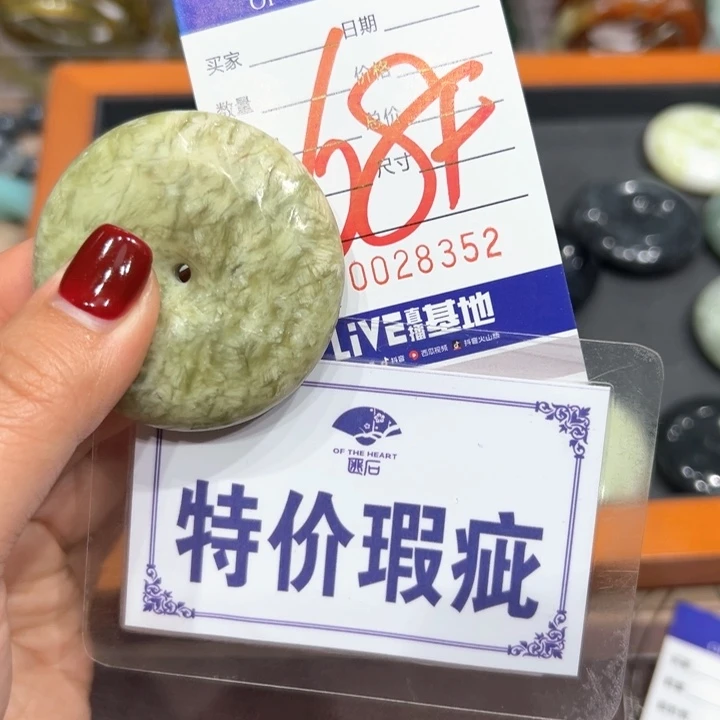 日期
买家
价格
数量
总价
尺寸
68f
0028352
LiVE直播基地
抖音 西瓜视频 抖音火山版
OF THE HEART
特价瑕疵